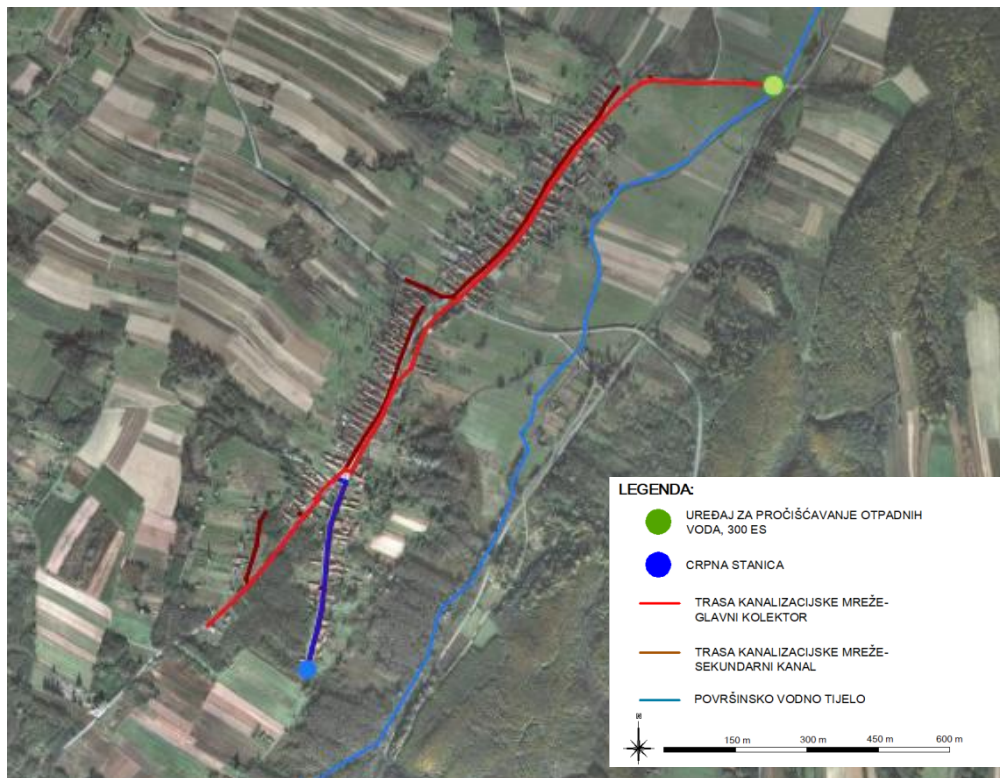 LEGENDA:
UREĐAJ ZA PROČIŠĆAVANJE OTPADNIH
VODA, 300 ES
CRPNA STANICA
TRASA KANALIZACIJSKE MREŽE-
GLAVNI KOLEKTOR
TRASA KANALIZACIJSKE MREŽE-
SEKUNDARNI KANAL
POVRŠINSKO VODNO TIJELO
N
150 m 300 m 450 m 600 m